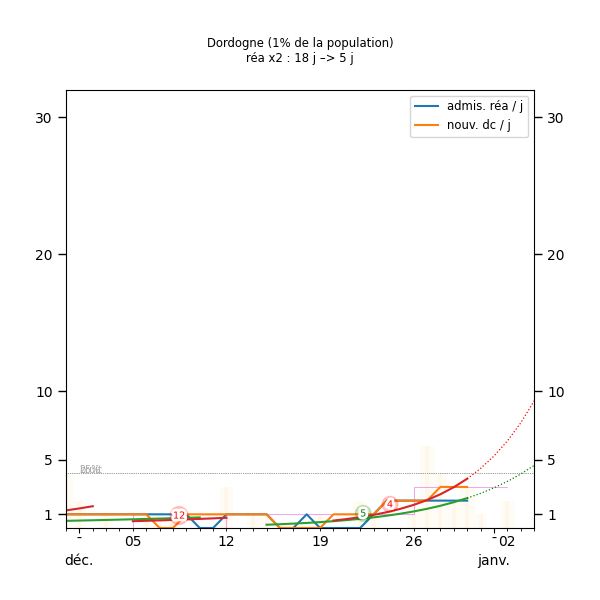 Dordogne (1% de la population)
réa x2 : 18 j –> 5 j
admis. réa / j
nouv. dc / j
30 30
20 20
10 10
5 5
1 1
12 5 4
- 05 12 19 26 - 02
déc. janv.